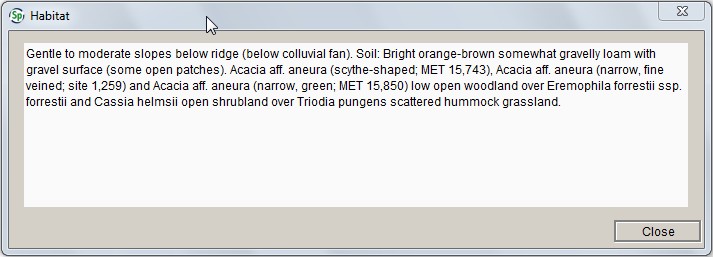 Sp Habitat
Gentle to moderate slopes below ridge (below colluvial fan). Soil: Bright orange-brown somewhat gravelly loam with
gravel surface (some open patches). Acacia aff. aneura (scythe-shaped; MET 15,743), Acacia aff. aneura (narrow, fine
veined; site 1,259) and Acacia aff. aneura (narrow, green; MET 15,850) low open woodland over Eremophila forrestii ssp.
forrestii and Cassia helmsii open shrubland over Triodia pungens scattered hummock grassland.
Close